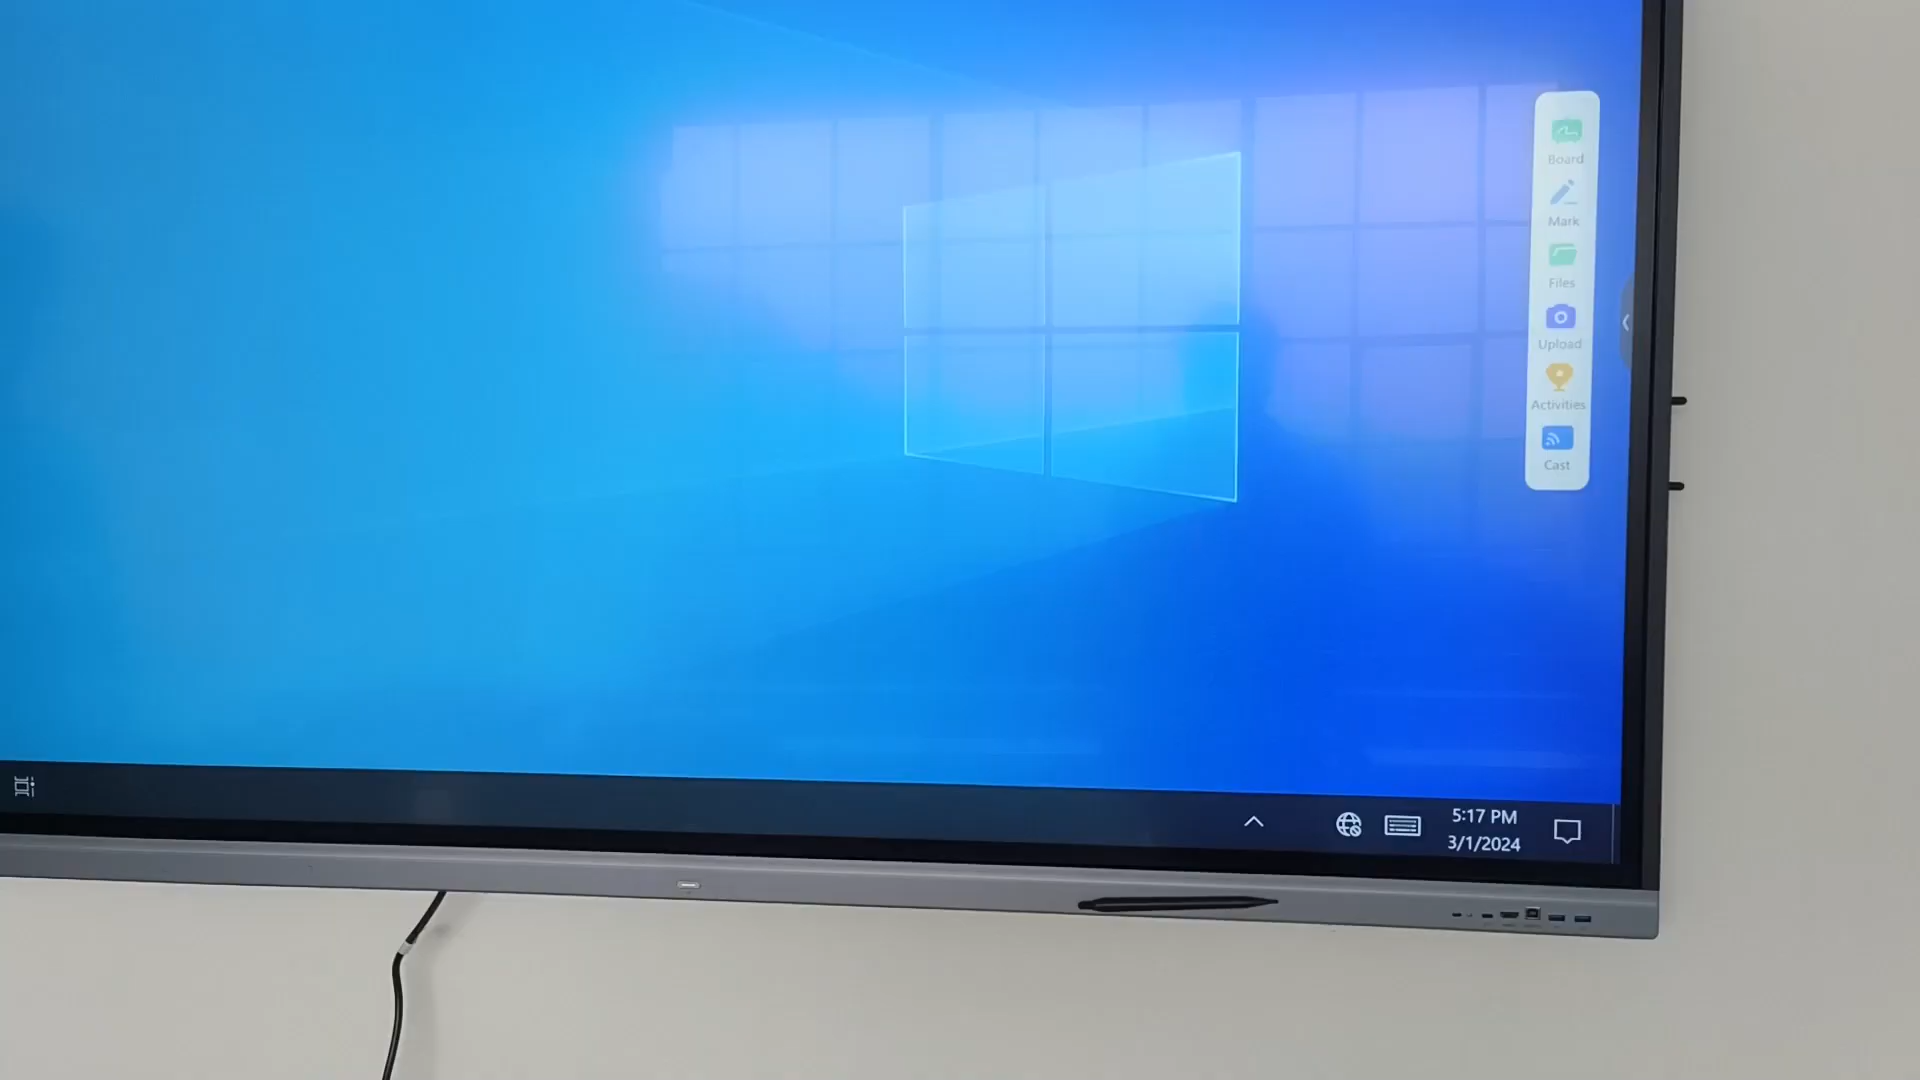 Board
Mark
Files
Upload
Activities
Cast
5:17 PM
3/1/2024